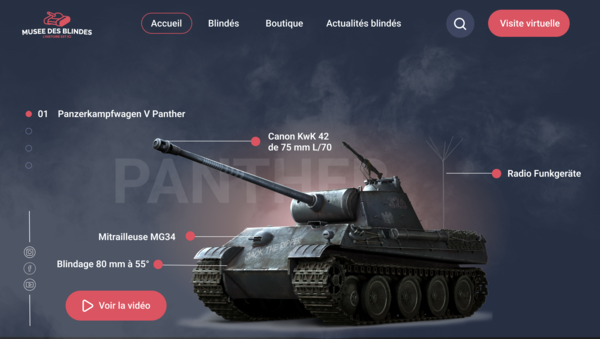 MUSEE DES BLINDES
Accueil
Blindés
Boutique
Actualités blindés
Visite virtuelle
01 Panzerkampfwagen V Panther
Canon KwK 42
de 75 mm L/70
PANTHER
Radio Funkgeräte
Mitrailleuse MG34
Blindage 80 mm à 55°
Voir la vidéo